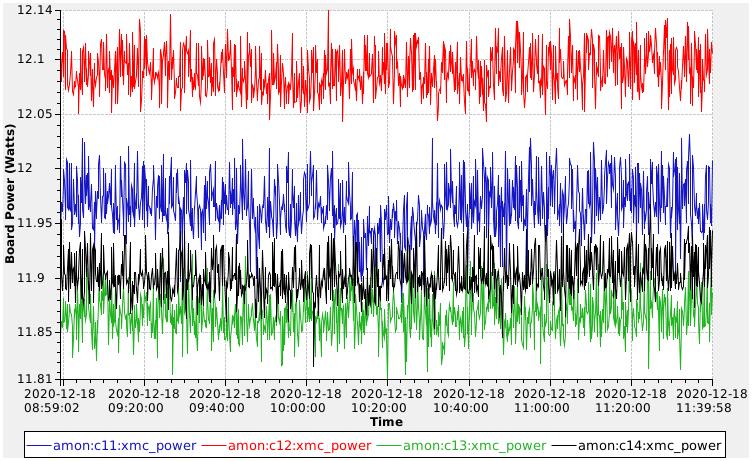 12.14
12.1
12.05
12
11.95
11.9
11.85
11.81
Board Power (Watts)
2020-12-18 2020-12-18 2020-12-18 2020-12-18 2020-12-18 2020-12-18 2020-12-18 2020-12-18 2020-12-18
08:59:02 09:20:00 09:40:00 10:00:00 10:20:00 10:40:00 11:00:00 11:20:00 11:39:58
Time
amon:c11:xmc_power amon:c12:xmc_power amon:c13:xmc_power amon:c14:xmc_power